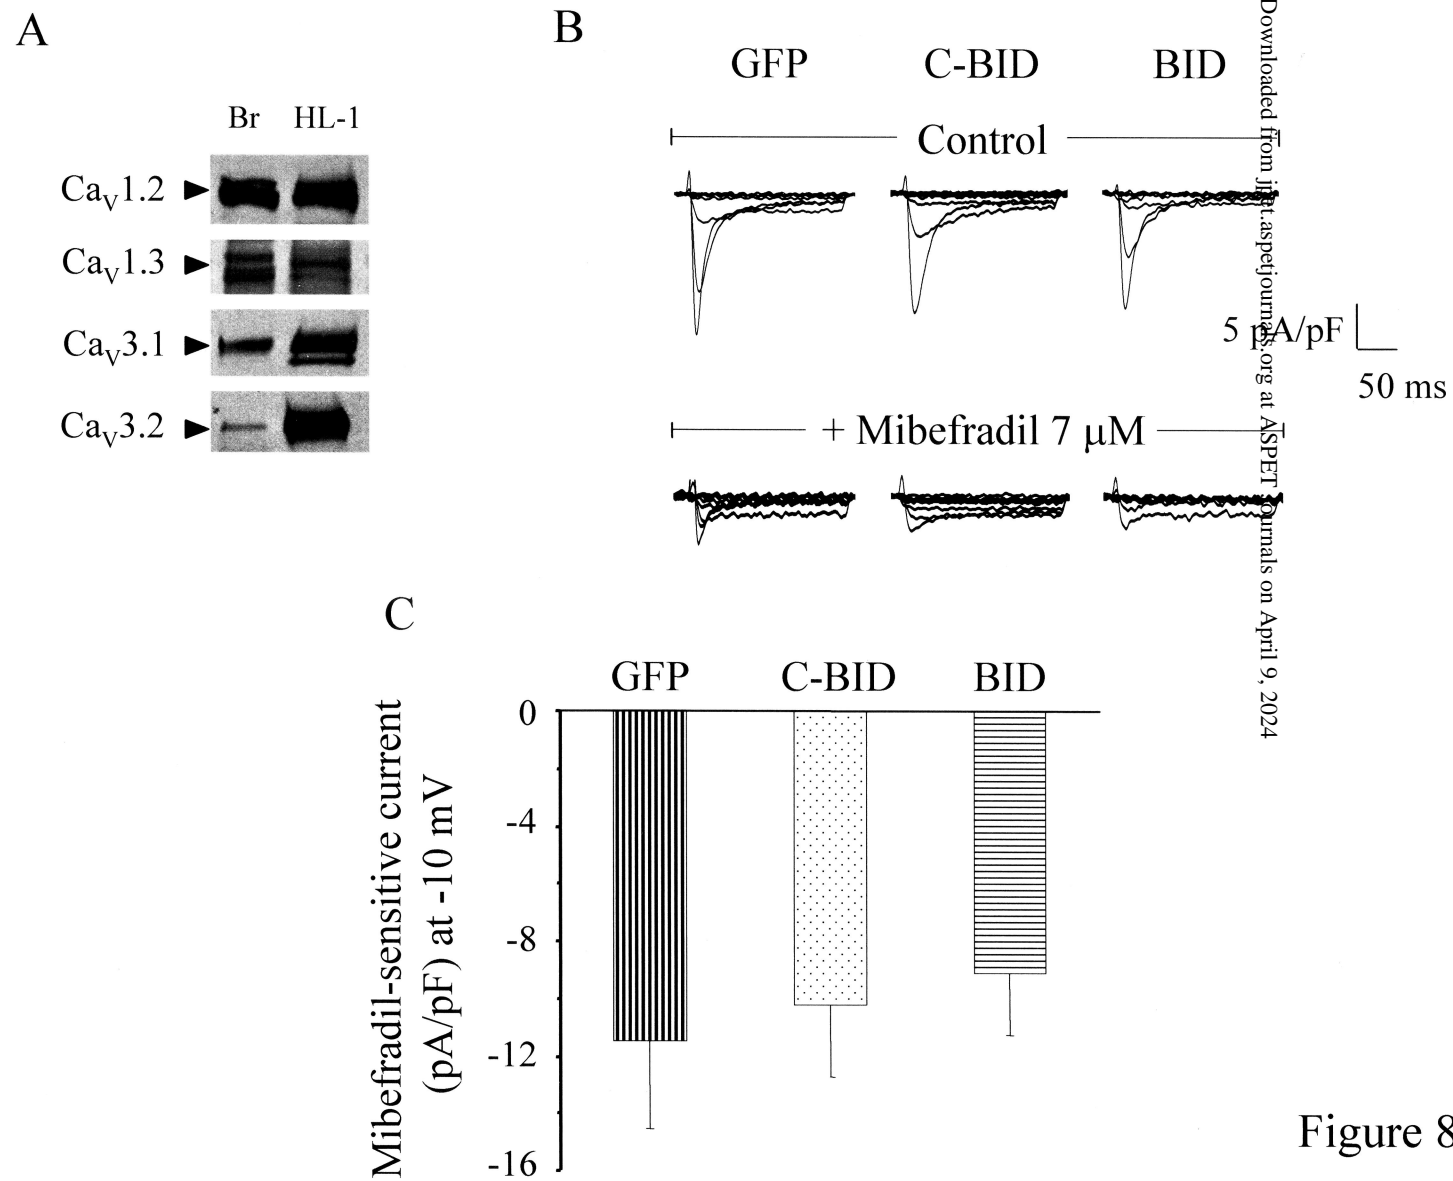 A
Br HL-1
CaV1.2
CaV1.3
CaV3.1
CaV3.2
B
GFP C-BID BID
Control
5 pA/pF
50 ms
+ Mibefradil 7 µM
C
GFP C-BID BID
Mibefradil-sensitive current
(pA/pF) at -10 mV
0
-4
-8
-12
-16
Figure 8
Downloaded from jpet.aspetjournals.org at ASPET Journals on April 9, 2024